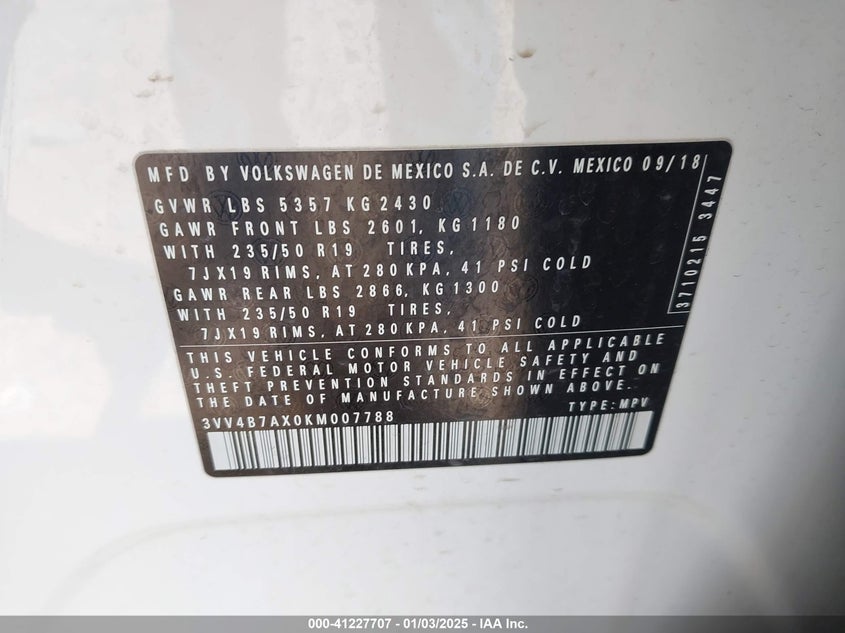 MFD BY VOLKSWAGEN DE MEXICO S.A. DE C.V. MEXICO 09/18
GVWR LBS 5357 KG 2430
GAWR FRONT LBS 2601, KG 1180
WITH 235/50 R19 TIRES,
7JX19 RIMS, AT 280 KPA, 41 PSI COLD
GAWR REAR LBS 2866, KG 1300
WITH 235/50 R19 TIRES,
7JX19 RIMS, AT 280 KPA, 41 PSI COLD
THIS VEHICLE CONFORMS TO ALL APPLICABLE
U.S. FEDERAL MOTOR VEHICLE SAFETY AND
THEFT PREVENTION STANDARDS IN EFFECT ON
THE DATE OF MANUFACTURE SHOWN ABOVE.
3VV4B7AX0KM007788 TYPE: MPV
3710215 3447
000-41227707 - 01/03/2025 - IAA Inc.